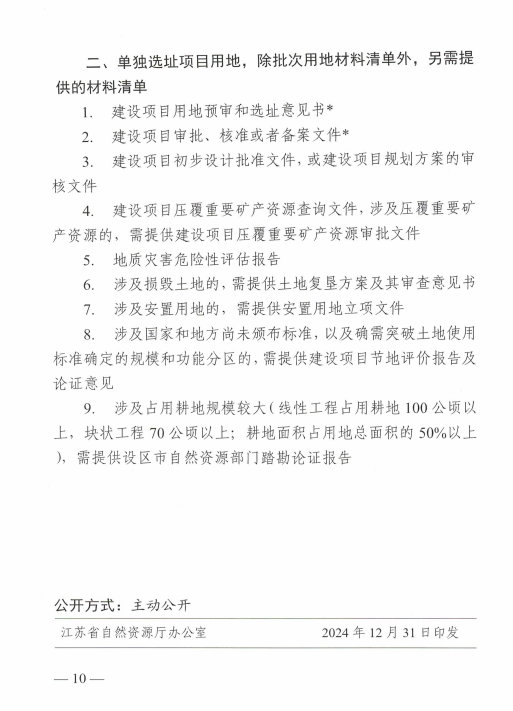 二、单独选址项目用地，除批次用地材料清单外，另需提
供的材料清单
1. 建设项目用地预审和选址意见书*
2. 建设项目审批、核准或者备案文件*
3. 建设项目初步设计批准文件，或建设项目规划方案的审
核文件
4. 建设项目压覆重要矿产资源查询文件，涉及压覆重要矿
产资源的，需提供建设项目压覆重要矿产资源审批文件
5. 地质灾害危险性评估报告
6. 涉及损毁土地的，需提供土地复垦方案及其审查意见书
7. 涉及安置用地的，需提供安置用地立项文件
8. 涉及国家和地方尚未颁布标准，以及确需突破土地使用
标准确定的规模和功能分区的，需提供建设项目节地评价报告及
论证意见
9. 涉及占用耕地规模较大（线性工程占用耕地 100 公顷以
上，块状工程 70 公顷以上；耕地面积占用地总面积的 50%以上
），需提供设区市自然资源部门踏勘论证报告
公开方式：主动公开
江苏省自然资源厅办公室 2024 年 12 月 31 日印发
— 10 —